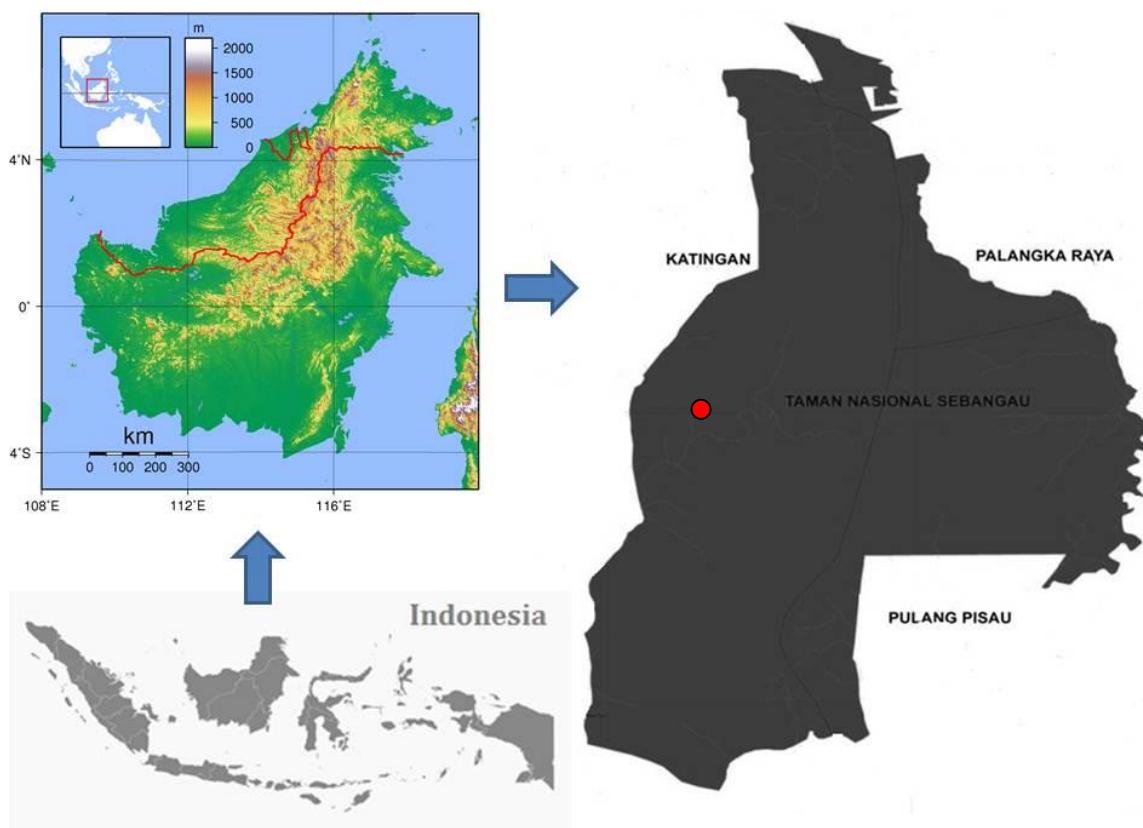 m
2000
1500
1000
500
0
4˚N
0˚
km
0 100 200 300
4˚S
108˚E
112˚E
116˚E
Indonesia
KATINGAN
PALANGKA RAYA
TAMAN NASIONAL SEBANGAU
PULANG PISAU